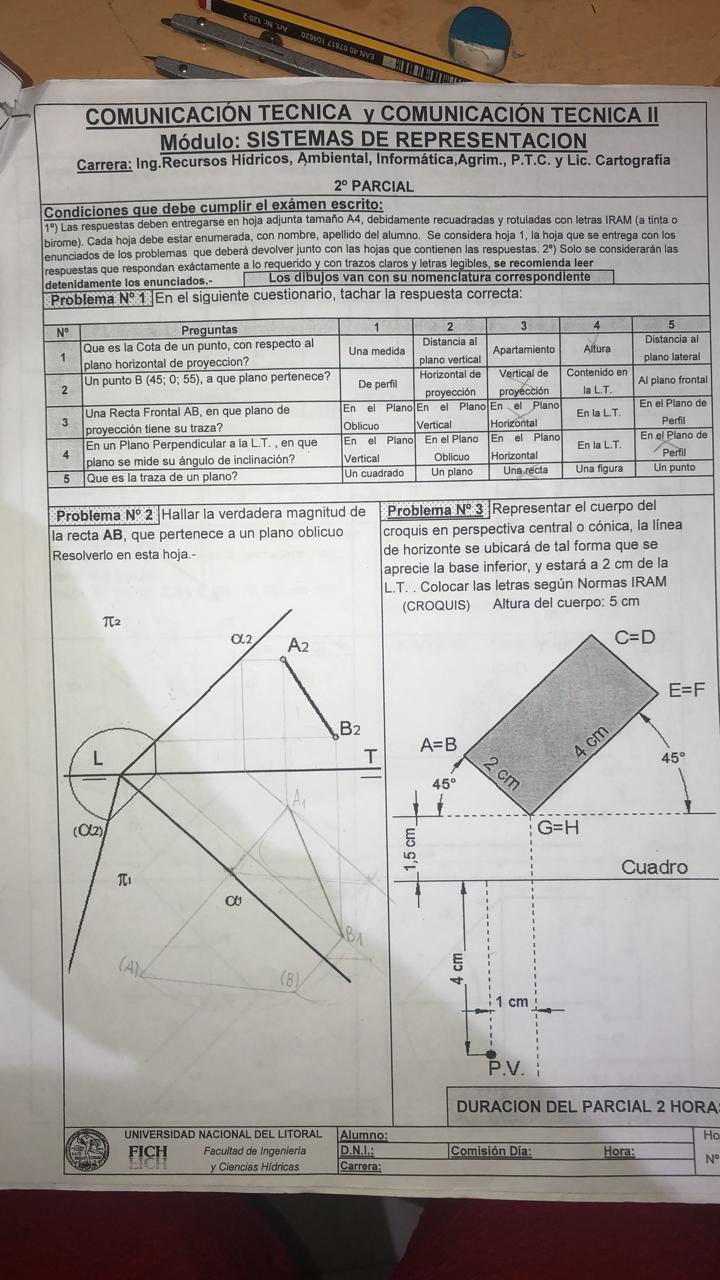 EAN 40 07817 104620 Art. Nr. 120-2
COMUNICACIÓN TECNICA y COMUNICACIÓN TECNICA II
Módulo: SISTEMAS DE REPRESENTACION
Carrera: Ing.Recursos Hídricos, Ambiental, Informática,Agrim., P.T.C. y Lic. Cartografía
2º PARCIAL
Condiciones que debe cumplir el exámen escrito:
1º) Las respuestas deben entregarse en hoja adjunta tamaño A4, debidamente recuadradas y rotuladas con letras IRAM (a tinta o
birome). Cada hoja debe estar enumerada, con nombre, apellido del alumno. Se considera hoja 1, la hoja que se entrega con los
enunciados de los problemas que deberá devolver junto con las hojas que contienen las respuestas. 2º) Solo se considerarán las
respuestas que respondan exáctamente a lo requerido y con trazos claros y letras legibles, se recomienda leer
detenidamente los enunciados.- Los dibujos van con su nomenclatura correspondiente
Problema Nº 1 En el siguiente cuestionario, tachar la respuesta correcta:
Nº Preguntas 1 2 3 4 5
1 Que es la Cota de un punto, con respecto al
plano horizontal de proyeccion?
Una medida
Distancia al
plano vertical
Apartamiento
Altura
Distancia al
plano lateral
2 Un punto B (45; 0; 55), a que plano pertenece?
De perfil
Horizontal de
proyección
Vertical de
proyección
Contenido en
la L.T.
Al plano frontal
3 Una Recta Frontal AB, en que plano de
proyección tiene su traza?
En el Plano
Oblicuo
En el Plano
Vertical
En el Plano
Horizontal
En la L.T.
En el Plano de
Perfil
4 En un Plano Perpendicular a la L.T. , en que
plano se mide su ángulo de inclinación?
En el Plano
Vertical
En el Plano
Oblicuo
En el Plano
Horizontal
En la L.T.
En el Plano de
Perfil
5 Que es la traza de un plano? Un cuadrado Un plano Una recta Una figura Un punto
Problema Nº 2 Hallar la verdadera magnitud de
la recta AB, que pertenece a un plano oblicuo
Resolverlo en esta hoja.-
π2
α2
A2
B2
L
T
(α2)
A1
π1
α1
B1
(A)
(B)
Problema Nº 3 Representar el cuerpo del
croquis en perspectiva central o cónica, la línea
de horizonte se ubicará de tal forma que se
aprecie la base inferior, y estará a 2 cm de la
L.T. . Colocar las letras según Normas IRAM
(CROQUIS) Altura del cuerpo: 5 cm
C=D
E=F
A=B
2 cm
4 cm
45°
45°
G=H
1,5 cm
Cuadro
4 cm
1 cm
P.V.
DURACION DEL PARCIAL 2 HORA
UNIVERSIDAD NACIONAL DEL LITORAL
FICH
Facultad de Ingeniería
y Ciencias Hídricas
Alumno:
D.N.I.: Comisión Día: Hora:
Carrera:
Ho
Nº